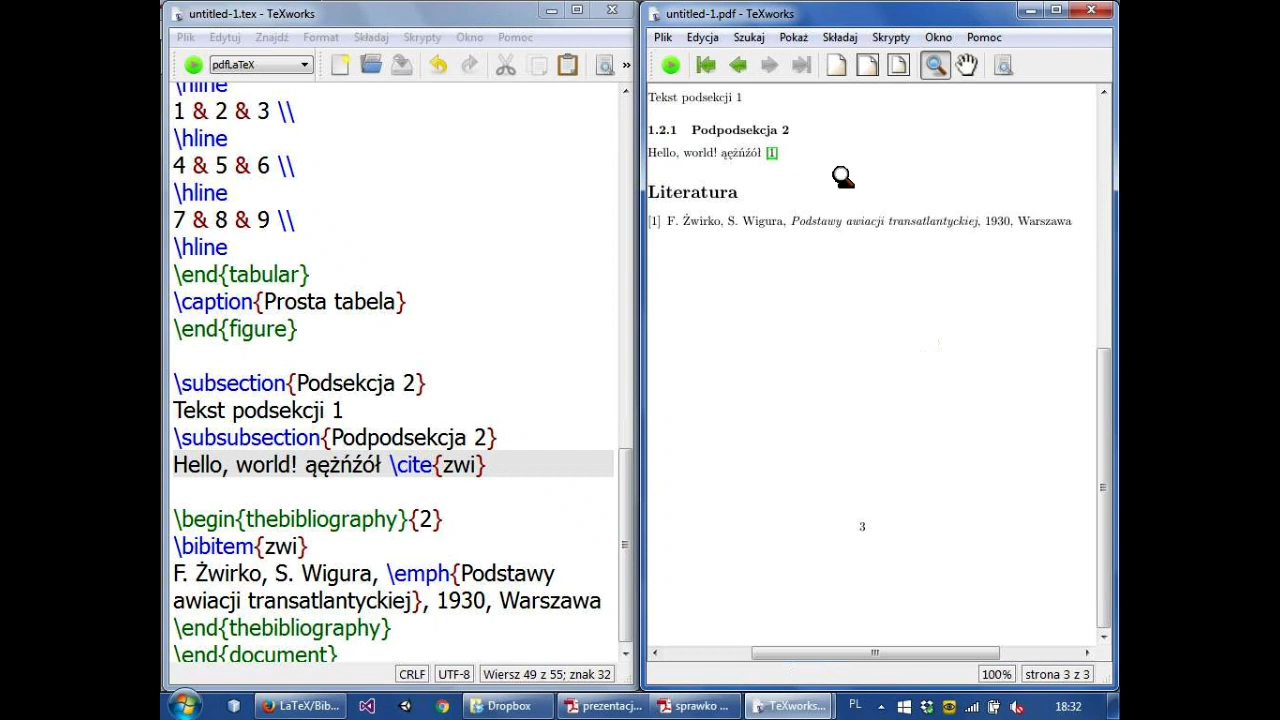 untitled-1.tex - TeXworks
Plik Edytuj Znajdź Format Składaj Skrypty Okno Pomoc
pdfLaTeX
»
\hline
1 & 2 & 3 \\
\hline
4 & 5 & 6 \\
\hline
7 & 8 & 9 \\
\hline
\end{tabular}
\caption{Prosta tabela}
\end{figure}
\subsection{Podsekcja 2}
Tekst podsekcji 1
\subsubsection{Podpodsekcja 2}
Hello, world! ąężńźół \cite{zwi}
\begin{thebibliography}{2}
\bibitem{zwi}
F. Żwirko, S. Wigura, \emph{Podstawy
awiacji transatlantyckiej}, 1930, Warszawa
\end{thebibliography}
\end{document}
CRLF UTF-8 Wiersz 49 z 55; znak 32
untitled-1.pdf - TeXworks
Plik Edycja Szukaj Pokaż Składaj Skrypty Okno Pomoc
Tekst podsekcji 1
1.2.1 Podpodsekcja 2
Hello, world! ąężńźół [1]
Literatura
[1] F. Żwirko, S. Wigura, Podstawy awiacji transatlantyckiej, 1930, Warszawa
3
100% strona 3 z 3
LaTeX/Bib... Dropbox prezentacj... sprawko ... TeXworks... PL 18:32